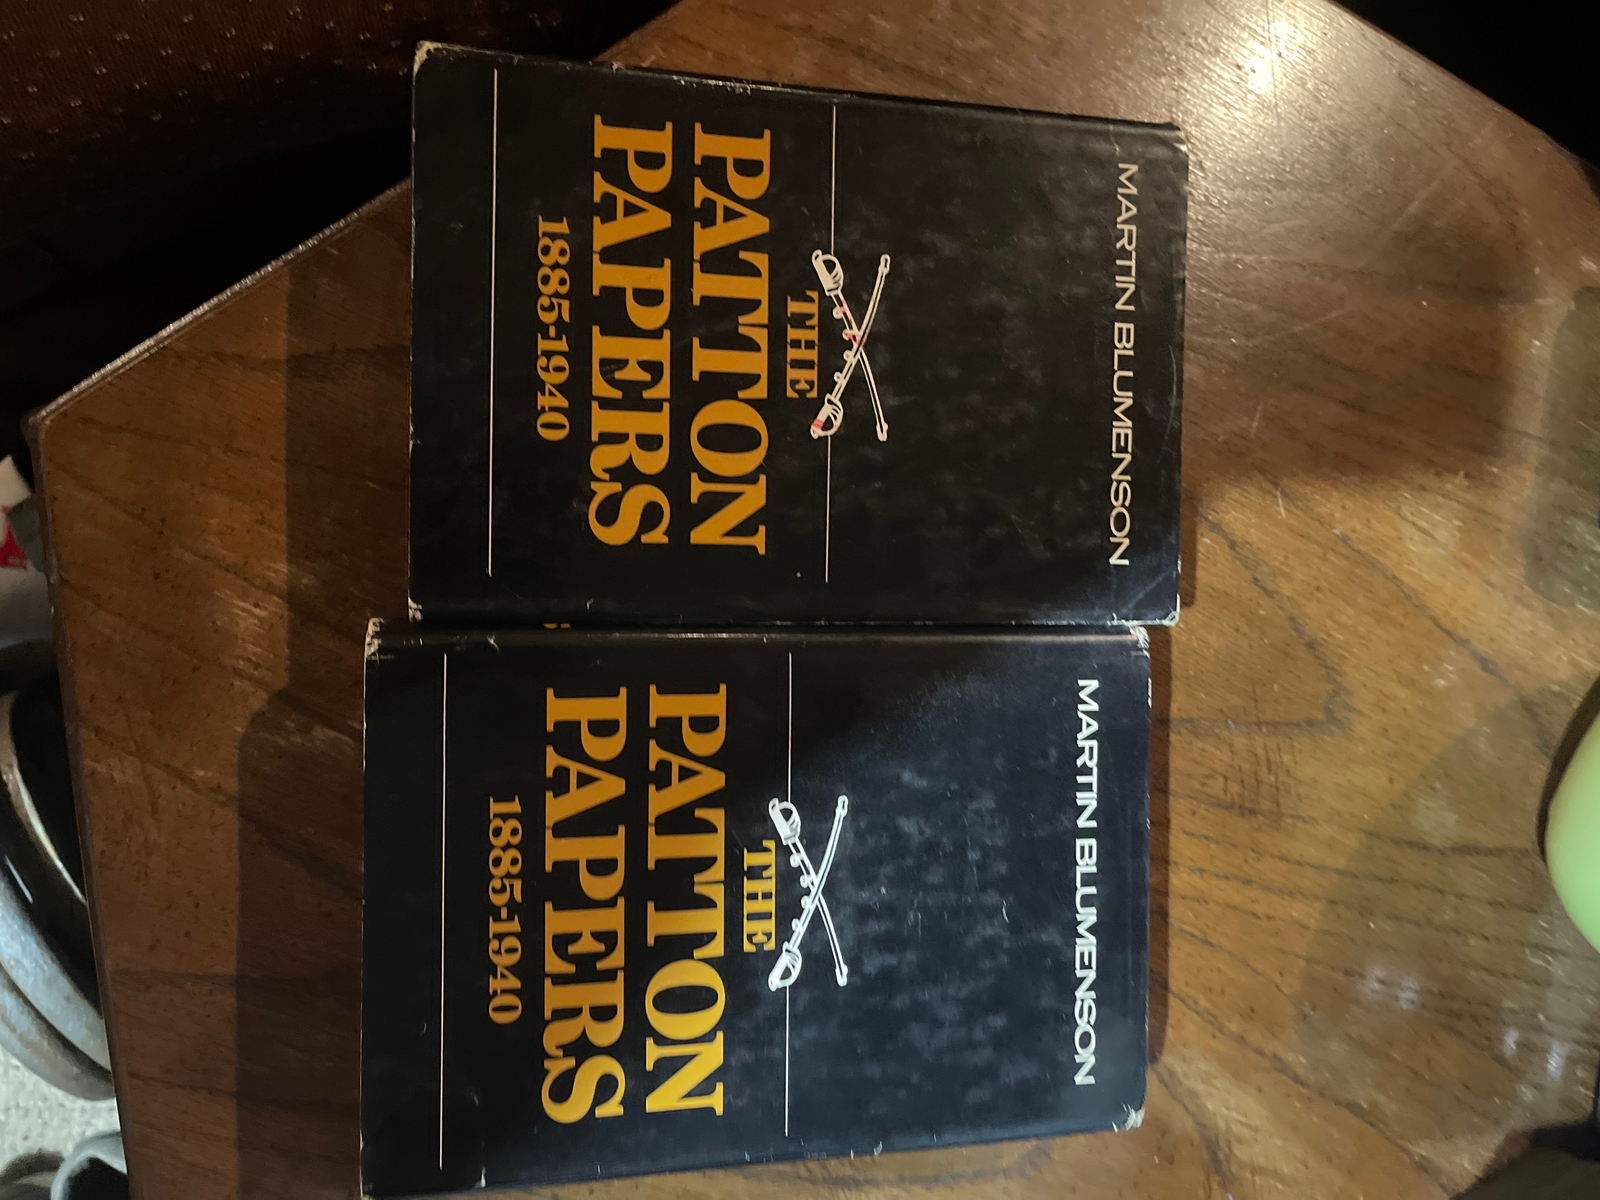 MARTIN BLUMENSON
THE
PATTON
PAPERS
1885-1940
MARTIN BLUMENSON
THE
PATTON
PAPERS
1885-1940